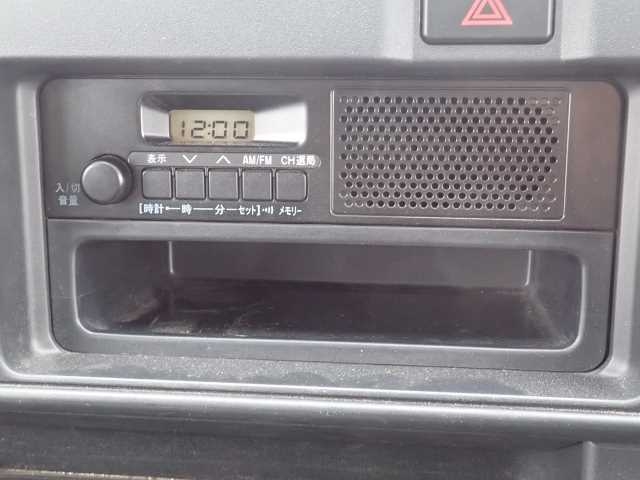 12:00
表示 ∨ ∧ AM/FM CH選局
入/切
音量
[時計 ←時 — 分 — セット] メモリー